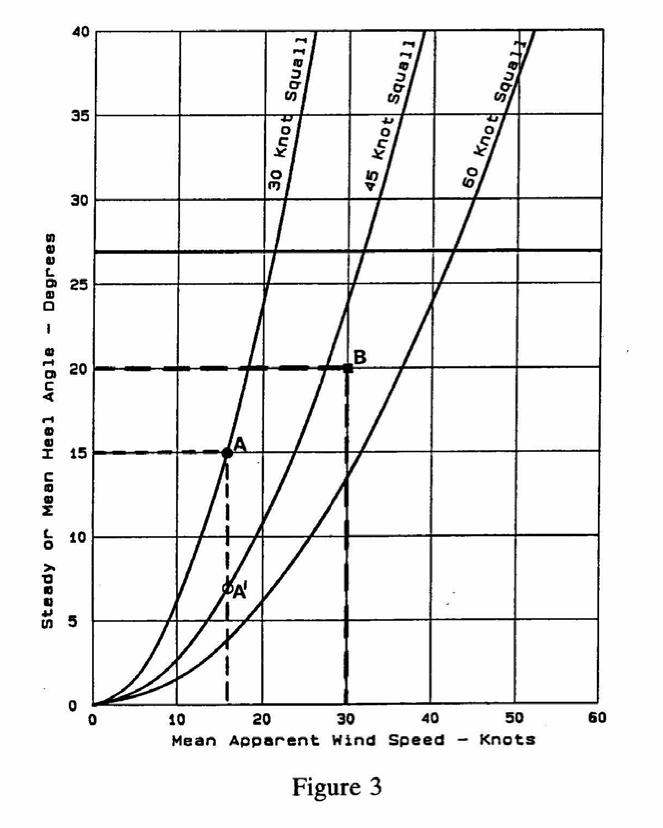 40
35
30
25
20
15
10
5
0
Steady or Mean Heel Angle - Degrees
30 Knot Squall
45 Knot Squall
60 Knot Squall
B
A
A'
0 10 20 30 40 50 60
Mean Apparent Wind Speed - Knots
Figure 3